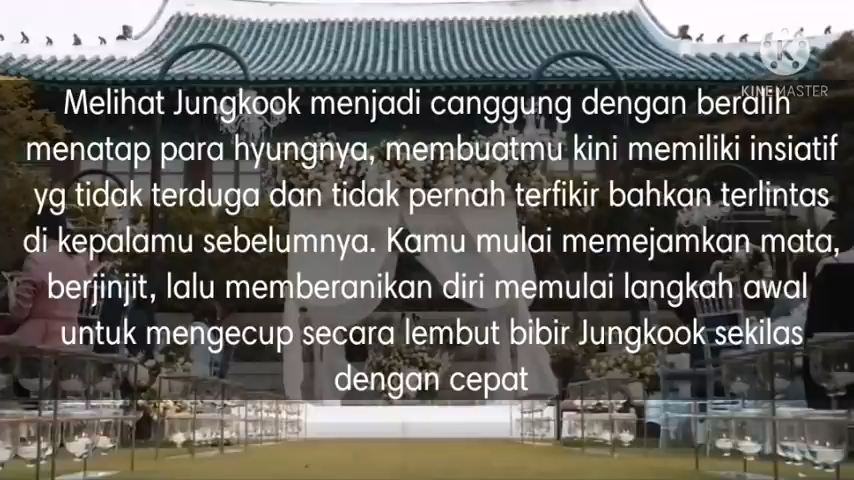 KINEMASTER
Melihat Jungkook menjadi canggung dengan beralih
menatap para hyungnya, membuatmu kini memiliki insiatif
yg tidak terduga dan tidak pernah terfikir bahkan terlintas
di kepalamu sebelumnya. Kamu mulai memejamkan mata,
berjinjit, lalu memberanikan diri memulai langkah awal
untuk mengecup secara lembut bibir Jungkook sekilas
dengan cepat